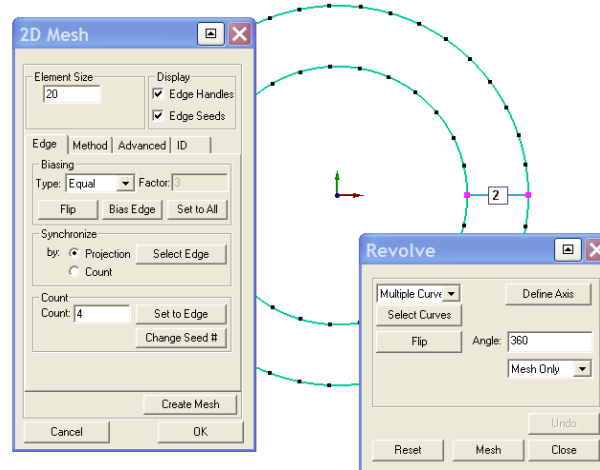 2D Mesh
Element Size
20
Display
Edge Handles
Edge Seeds
Edge Method Advanced ID
Biasing
Type: Equal Factor: 3
Flip Bias Edge Set to All
Synchronize
by: Projection Select Edge
Count
Count
Count: 4 Set to Edge
Change Seed #
Create Mesh
Cancel OK
2
Revolve
Multiple Curve Define Axis
Select Curves
Flip Angle: 360
Mesh Only
Undo
Reset Mesh Close